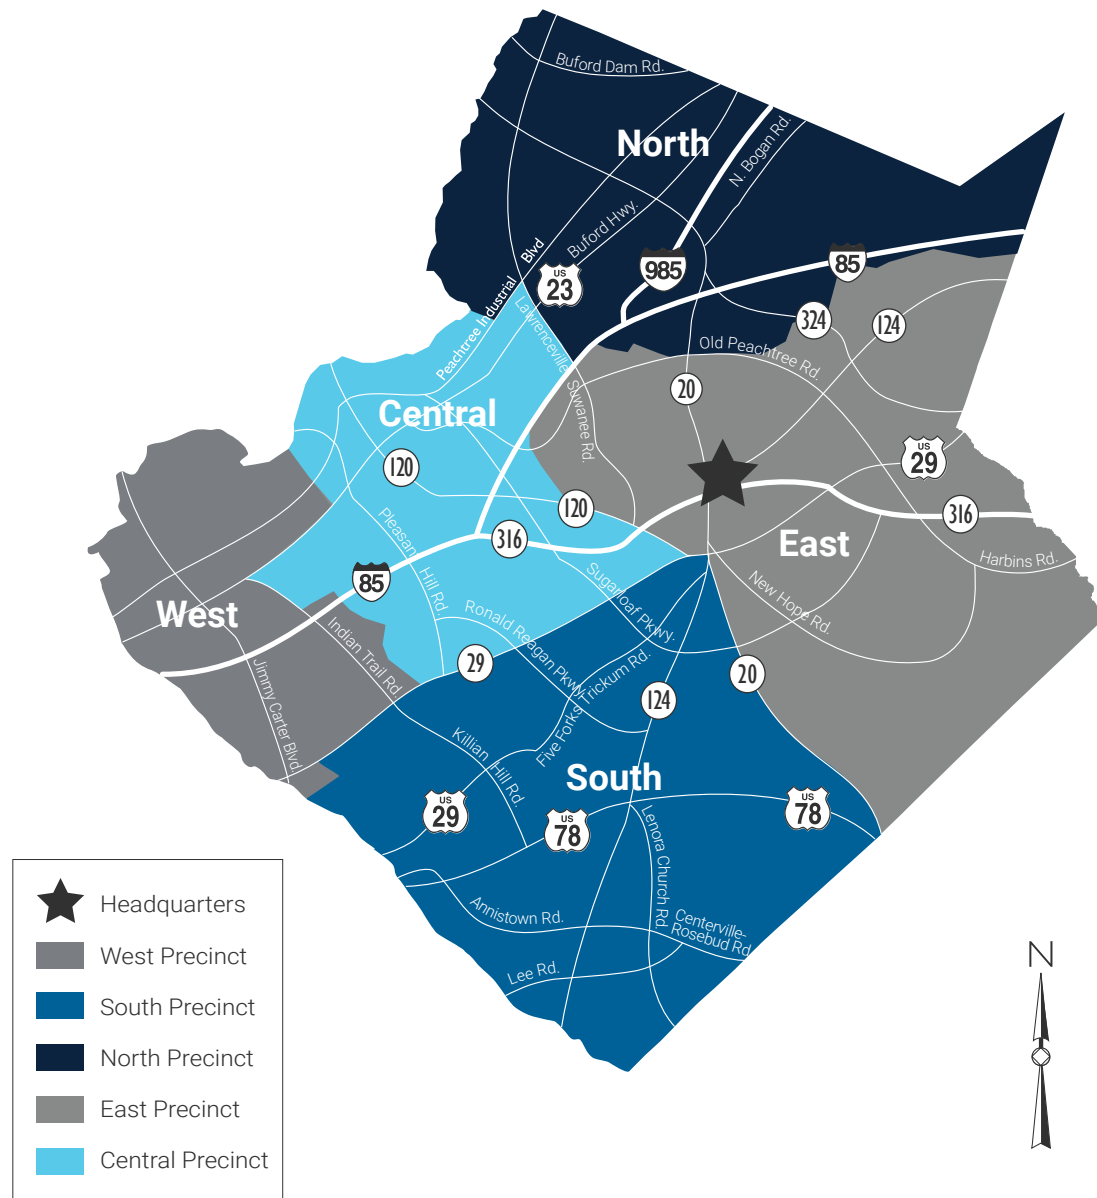 Buford Dam Rd.
North
N. Bogan Rd.
Buford Hwy.
Peachtree Industrial Blvd
985
85
US
23
Lawrenceville Suwanee Rd.
324
124
Old Peachtree Rd.
20
Central
US
29
120
120
316
316
Pleasan Hill Rd.
East
Harbins Rd.
85
Sugarloaf Pkwy.
New Hope Rd.
West
Indian Trail Rd.
Ronald Reagan Pkwy.
29
20
Jimmy Carter Blvd.
Five Forks Trickum Rd.
124
Killian Hill Rd.
South
US
29
US
78
US
78
Lenora Church Rd.
Annistown Rd.
Centerville-
Rosebud Rd.
Lee Rd.
Headquarters
West Precinct
South Precinct
North Precinct
East Precinct
Central Precinct
N